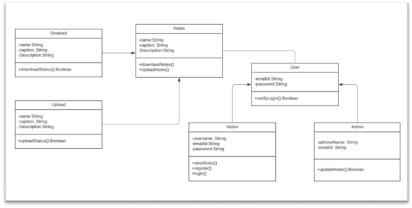 Download
-name:String
-caption: String
-Description:String
+downloadStatus():Boolean
Notes
-name:String
-caption: String
-Description:String
+downloadNotes()
+UploadNotes()
User
-emailId:String
-password:String
+verifyLogin():Boolean
Upload
-name:String
-caption: String
-Description:String
+uploadStatus():Boolean
Visitor
-username: String
-emailId:String
-password:String
+viewNotes()
+register()
+login()
Admin
-adminName: String
-emailId: String
+updateNotes():Boolean